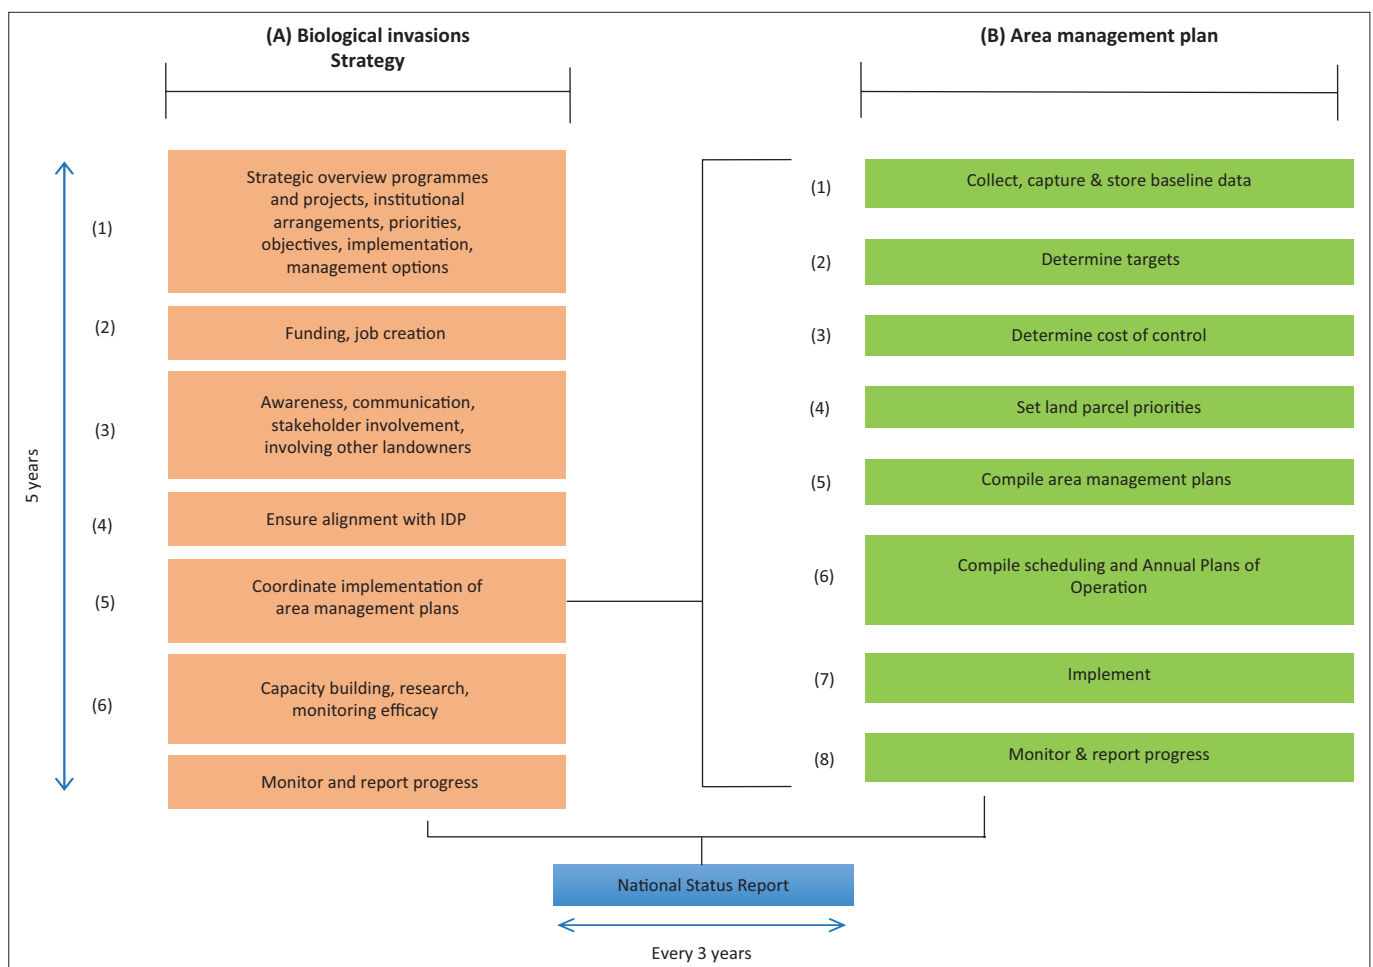 (A) Biological invasions
Strategy
5 years
(1)
Strategic overview programmes
and projects, institutional
arrangements, priorities,
objectives, implementation,
management options
(2)
Funding, job creation
(3)
Awareness, communication,
stakeholder involvement,
involving other landowners
(4)
Ensure alignment with IDP
(5)
Coordinate implementation of
area management plans
(6)
Capacity building, research,
monitoring efficacy
Monitor and report progress
(B) Area management plan
(1)
Collect, capture & store baseline data
(2)
Determine targets
(3)
Determine cost of control
(4)
Set land parcel priorities
(5)
Compile area management plans
(6)
Compile scheduling and Annual Plans of
Operation
(7)
Implement
(8)
Monitor & report progress
National Status Report
Every 3 years